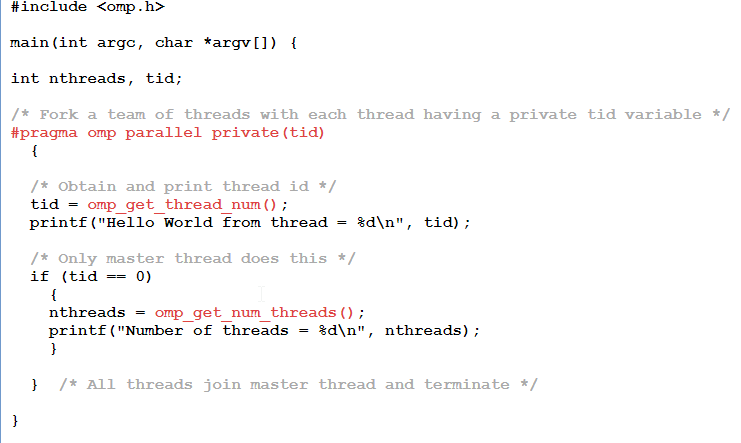 #include <omp.h>
main(int argc, char *argv[]) {
int nthreads, tid;
/* Fork a team of threads with each thread having a private tid variable */
#pragma omp parallel private(tid)
{
/* Obtain and print thread id */
tid = omp_get_thread_num();
printf("Hello World from thread = %d\n", tid);
/* Only master thread does this */
if (tid == 0)
{
nthreads = omp_get_num_threads();
printf("Number of threads = %d\n", nthreads);
}
} /* All threads join master thread and terminate */
}